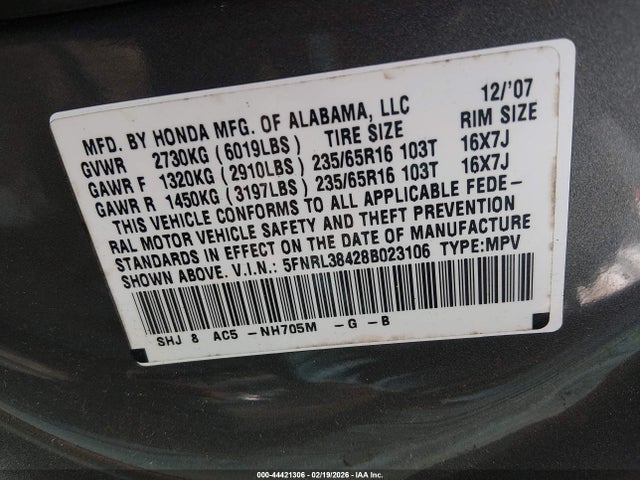 MFD. BY HONDA MFG. OF ALABAMA, LLC 12/'07
GVWR 2730KG (6019LBS) TIRE SIZE RIM SIZE
GAWR F 1320KG (2910LBS) 235/65R16 103T 16X7J
GAWR R 1450KG (3197LBS) 235/65R16 103T 16X7J
THIS VEHICLE CONFORMS TO ALL APPLICABLE FEDE-
RAL MOTOR VEHICLE SAFETY AND THEFT PREVENTION
STANDARDS IN EFFECT ON THE DATE OF MANUFACTURE
SHOWN ABOVE. V.I.N.: 5FNRL38428B023106 TYPE:MPV
SHJ 8 AC5 -NH705M -G -B
000-44421306 - 02/19/2026 - IAA Inc.